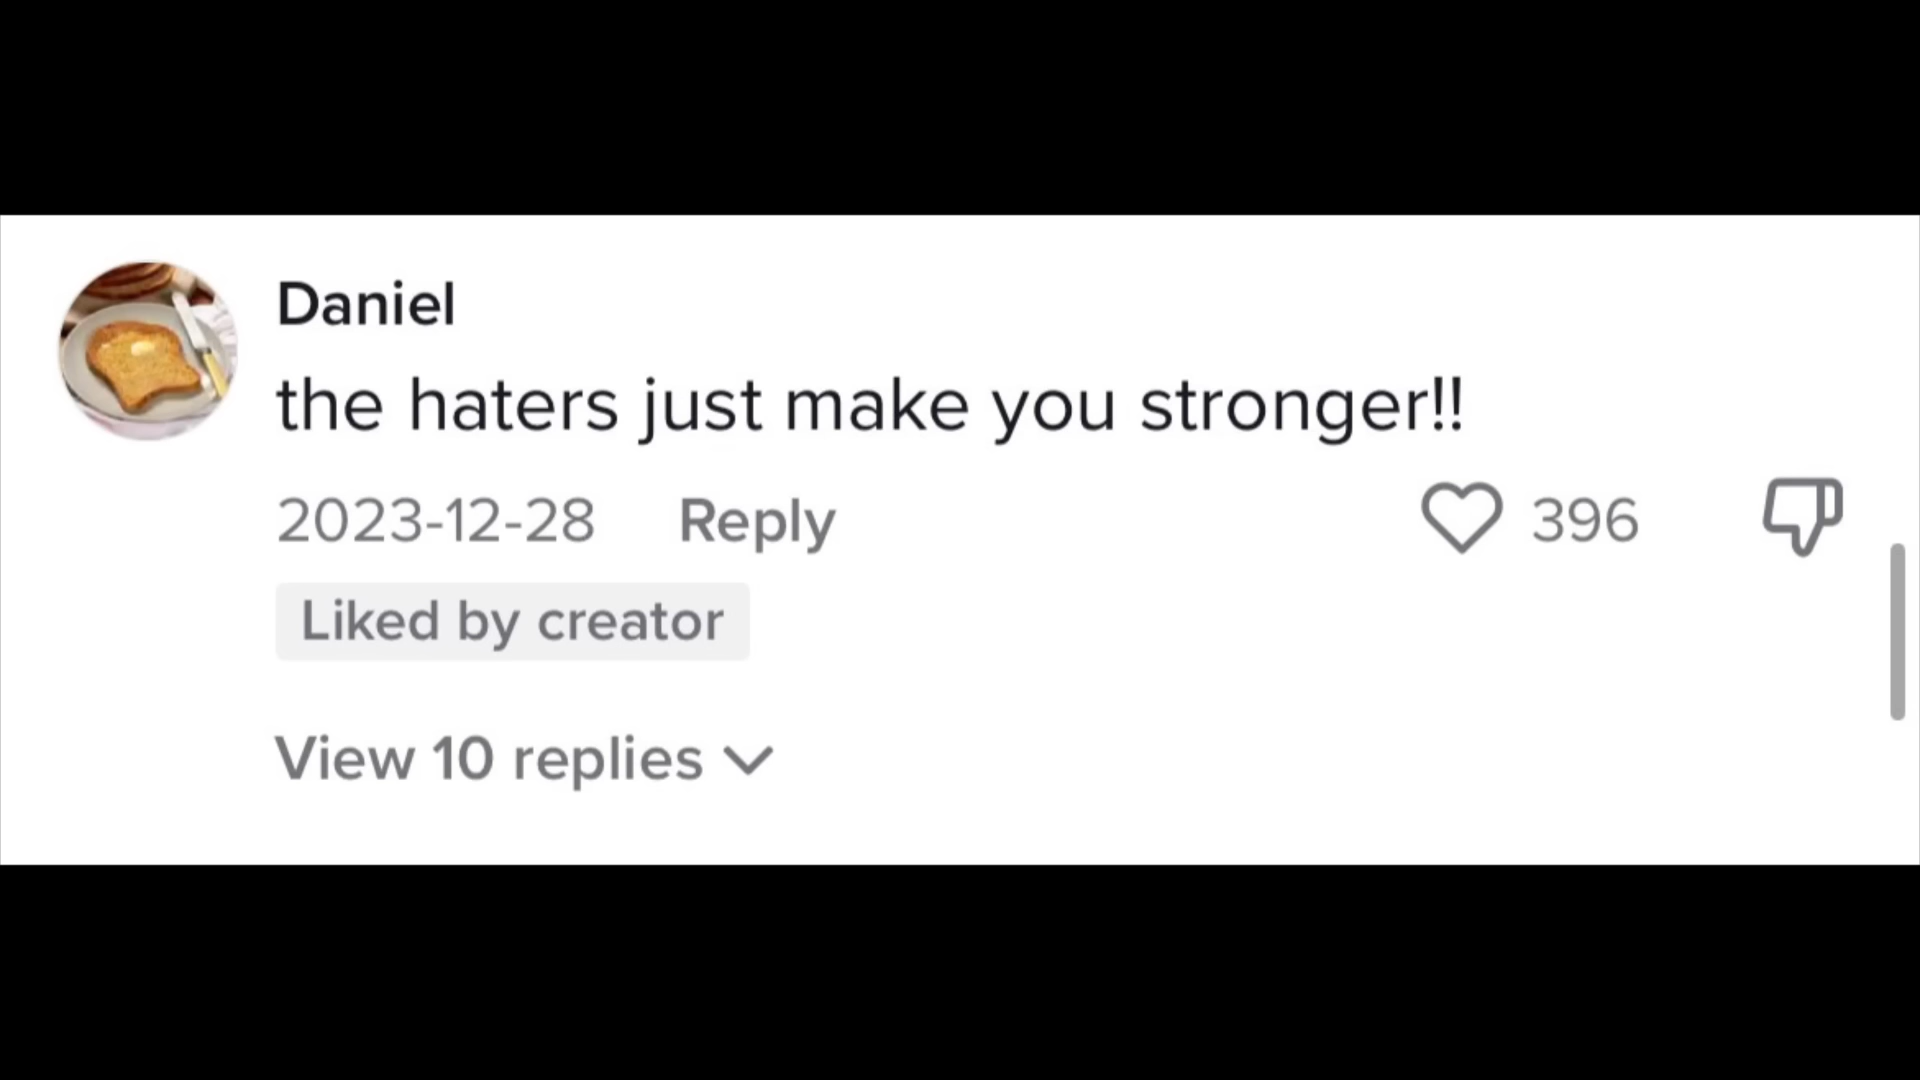 Daniel
the haters just make you stronger!!
2023-12-28 Reply 396
Liked by creator
View 10 replies